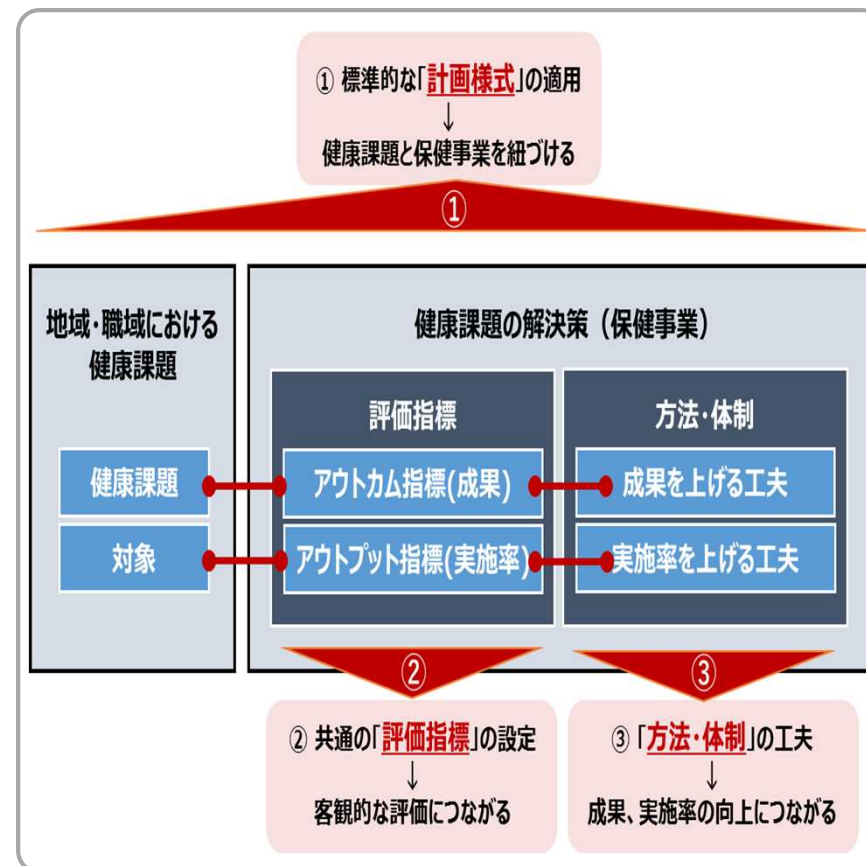 ① 標準的な｢計画様式｣の適用
↓
健康課題と保健事業を紐づける
①
地域･職域における
健康課題
健康課題
対象
健康課題の解決策（保健事業）
評価指標
アウトカム指標(成果)
アウトプット指標(実施率)
方法･体制
成果を上げる工夫
実施率を上げる工夫
②
③
② 共通の｢評価指標｣の設定
↓
客観的な評価につながる
③ ｢方法･体制｣の工夫
↓
成果、実施率の向上につながる